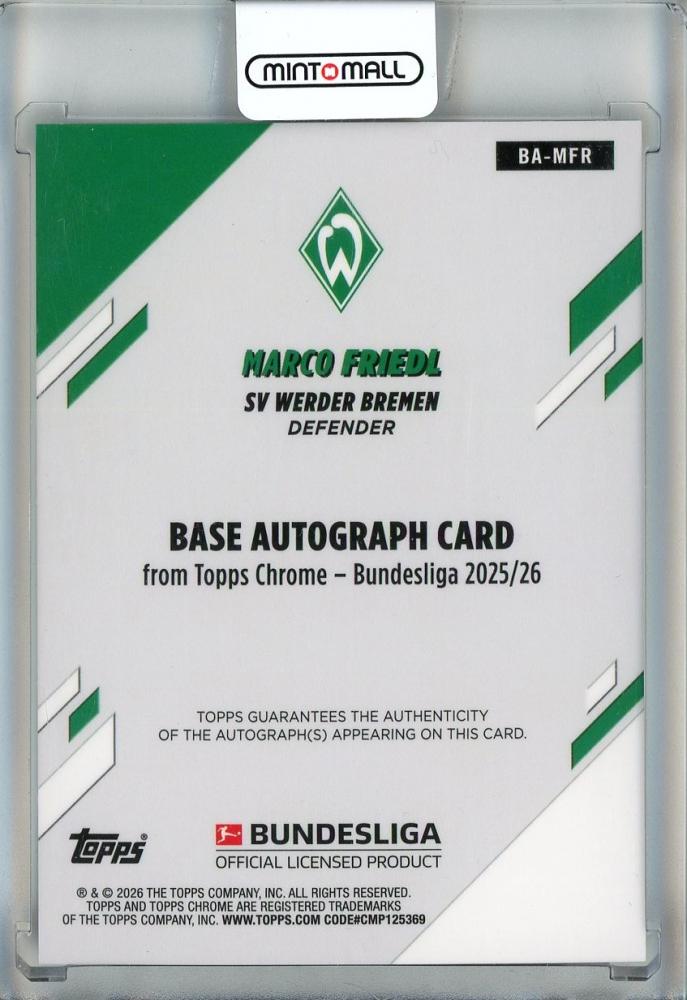 MINT MALL
BA-MFR
W
MARCO FRIEDL
SV WERDER BREMEN
DEFENDER
BASE AUTOGRAPH CARD
from Topps Chrome – Bundesliga 2025/26
TOPPS GUARANTEES THE AUTHENTICITY
OF THE AUTOGRAPH(S) APPEARING ON THIS CARD.
topps®
BUNDESLIGA
OFFICIAL LICENSED PRODUCT
® & © 2026 THE TOPPS COMPANY, INC. ALL RIGHTS RESERVED.
TOPPS AND TOPPS CHROME ARE REGISTERED TRADEMARKS
OF THE TOPPS COMPANY, INC. WWW.TOPPS.COM CODE#CMP125369